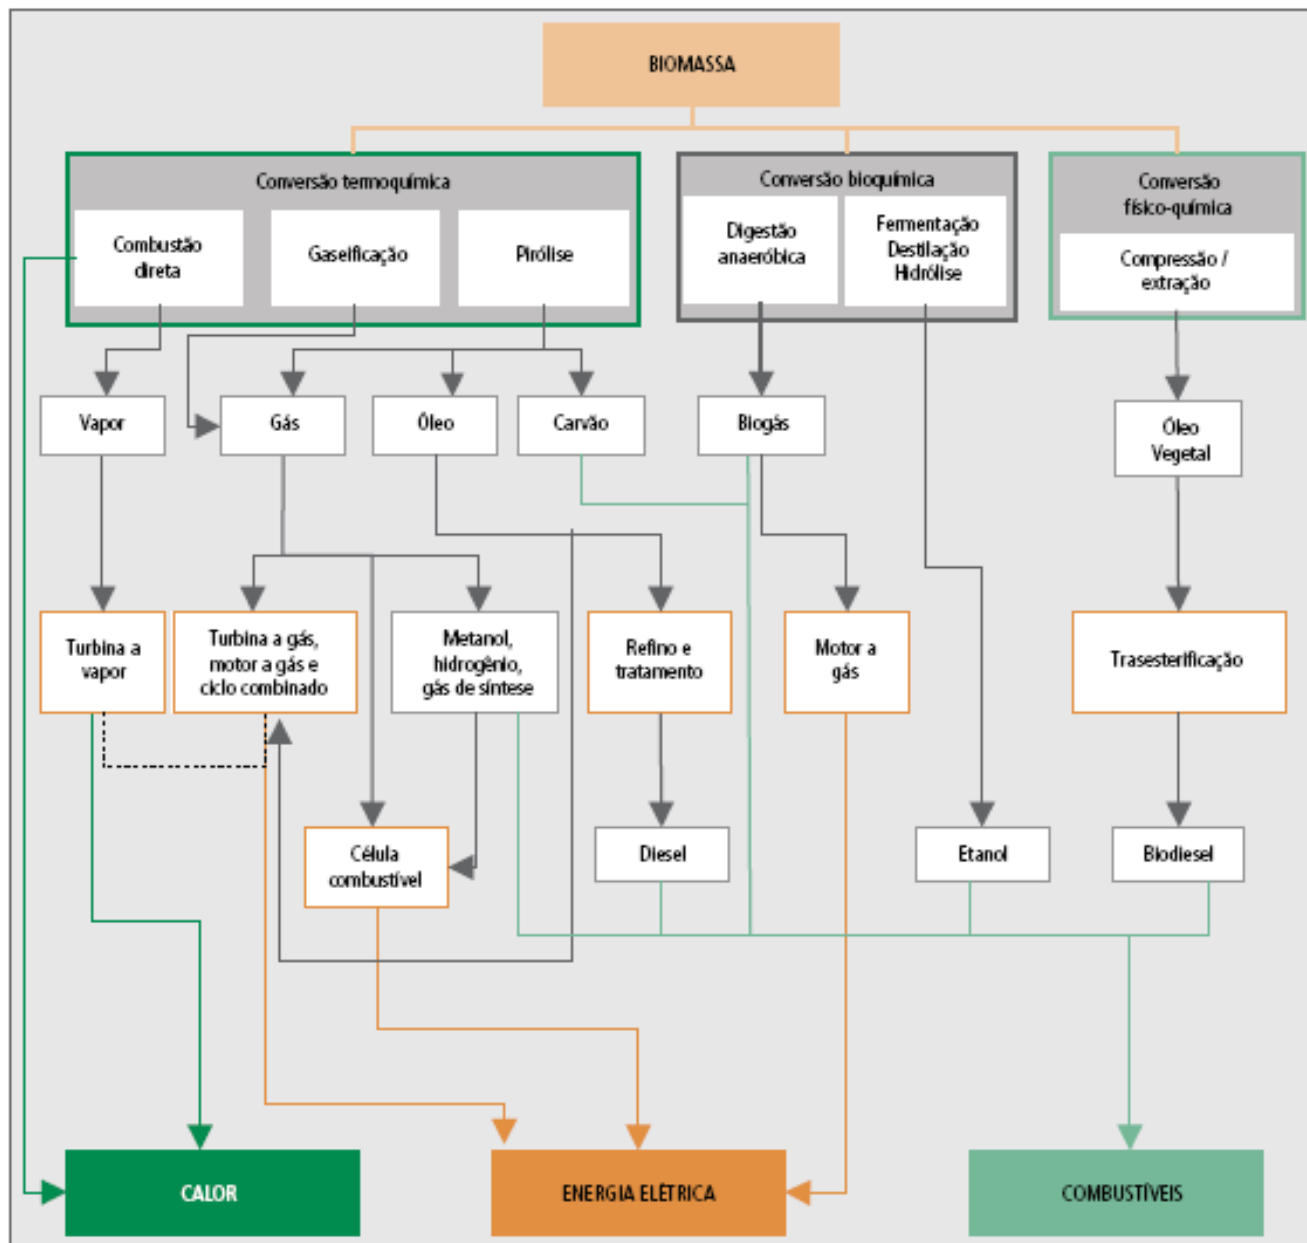 BIOMASSA
Conversão termoquímica
Combustão
direta
Gaseificação
Pirólise
Conversão bioquímica
Digestão
anaeróbica
Fermentação
Destilação
Hidrólise
Conversão
físico-química
Compressão /
extração
Vapor
Gás
Óleo
Carvão
Biogás
Óleo
Vegetal
Turbina a
vapor
Turbina a gás,
motor a gás e
ciclo combinado
Metanol,
hidrogênio,
gás de síntese
Refino e
tratamento
Motor a
gás
Trasesterificação
Célula
combustível
Diesel
Etanol
Biodiesel
CALOR
ENERGIA ELÉTRICA
COMBUSTÍVEIS